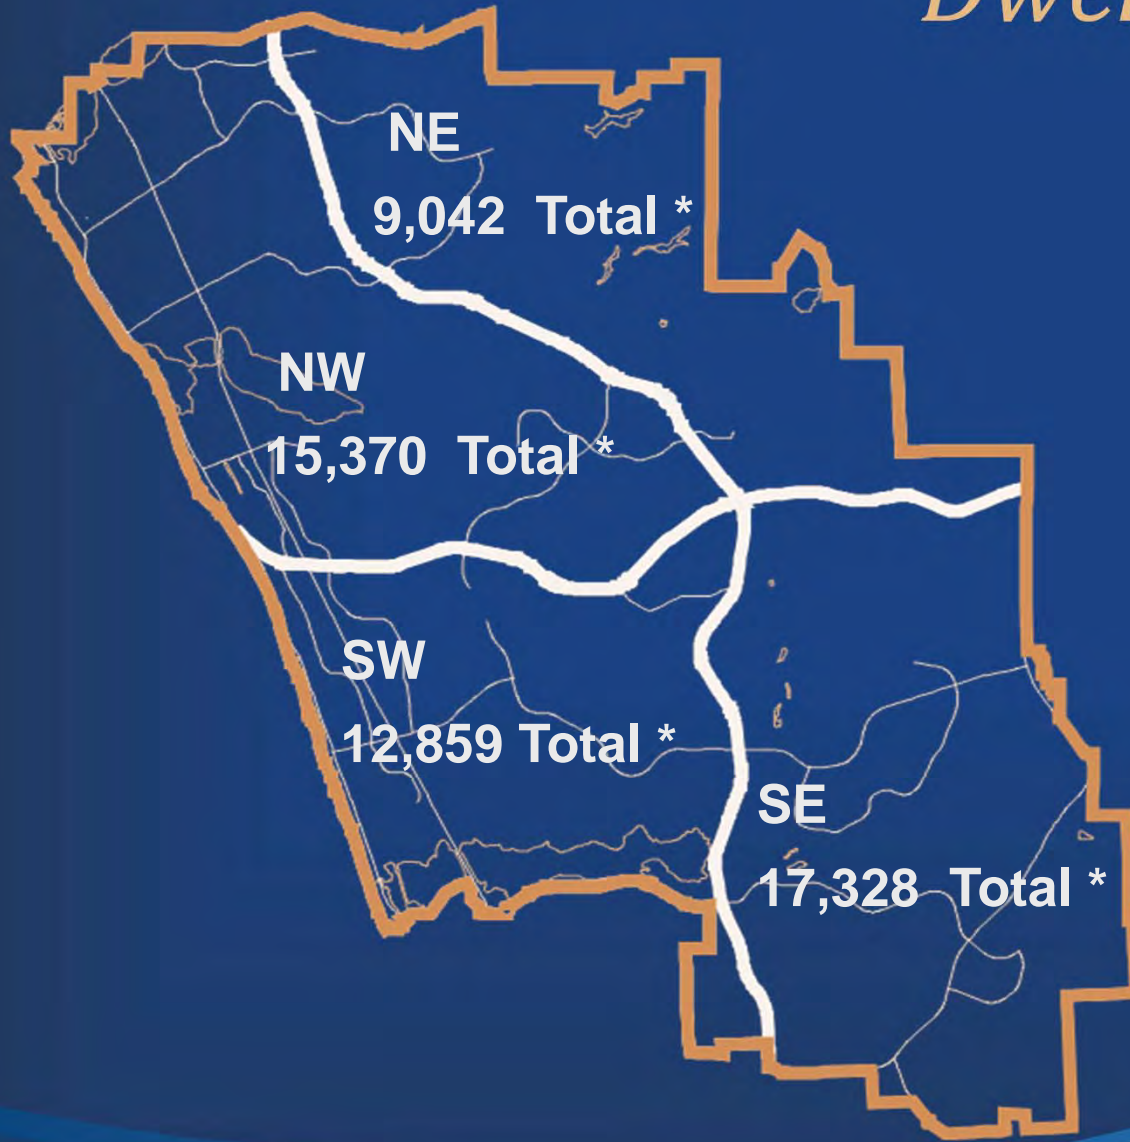 NE
9,042 Total *
NW
15,370 Total *
SW
12,859 Total *
SE
17,328 Total *